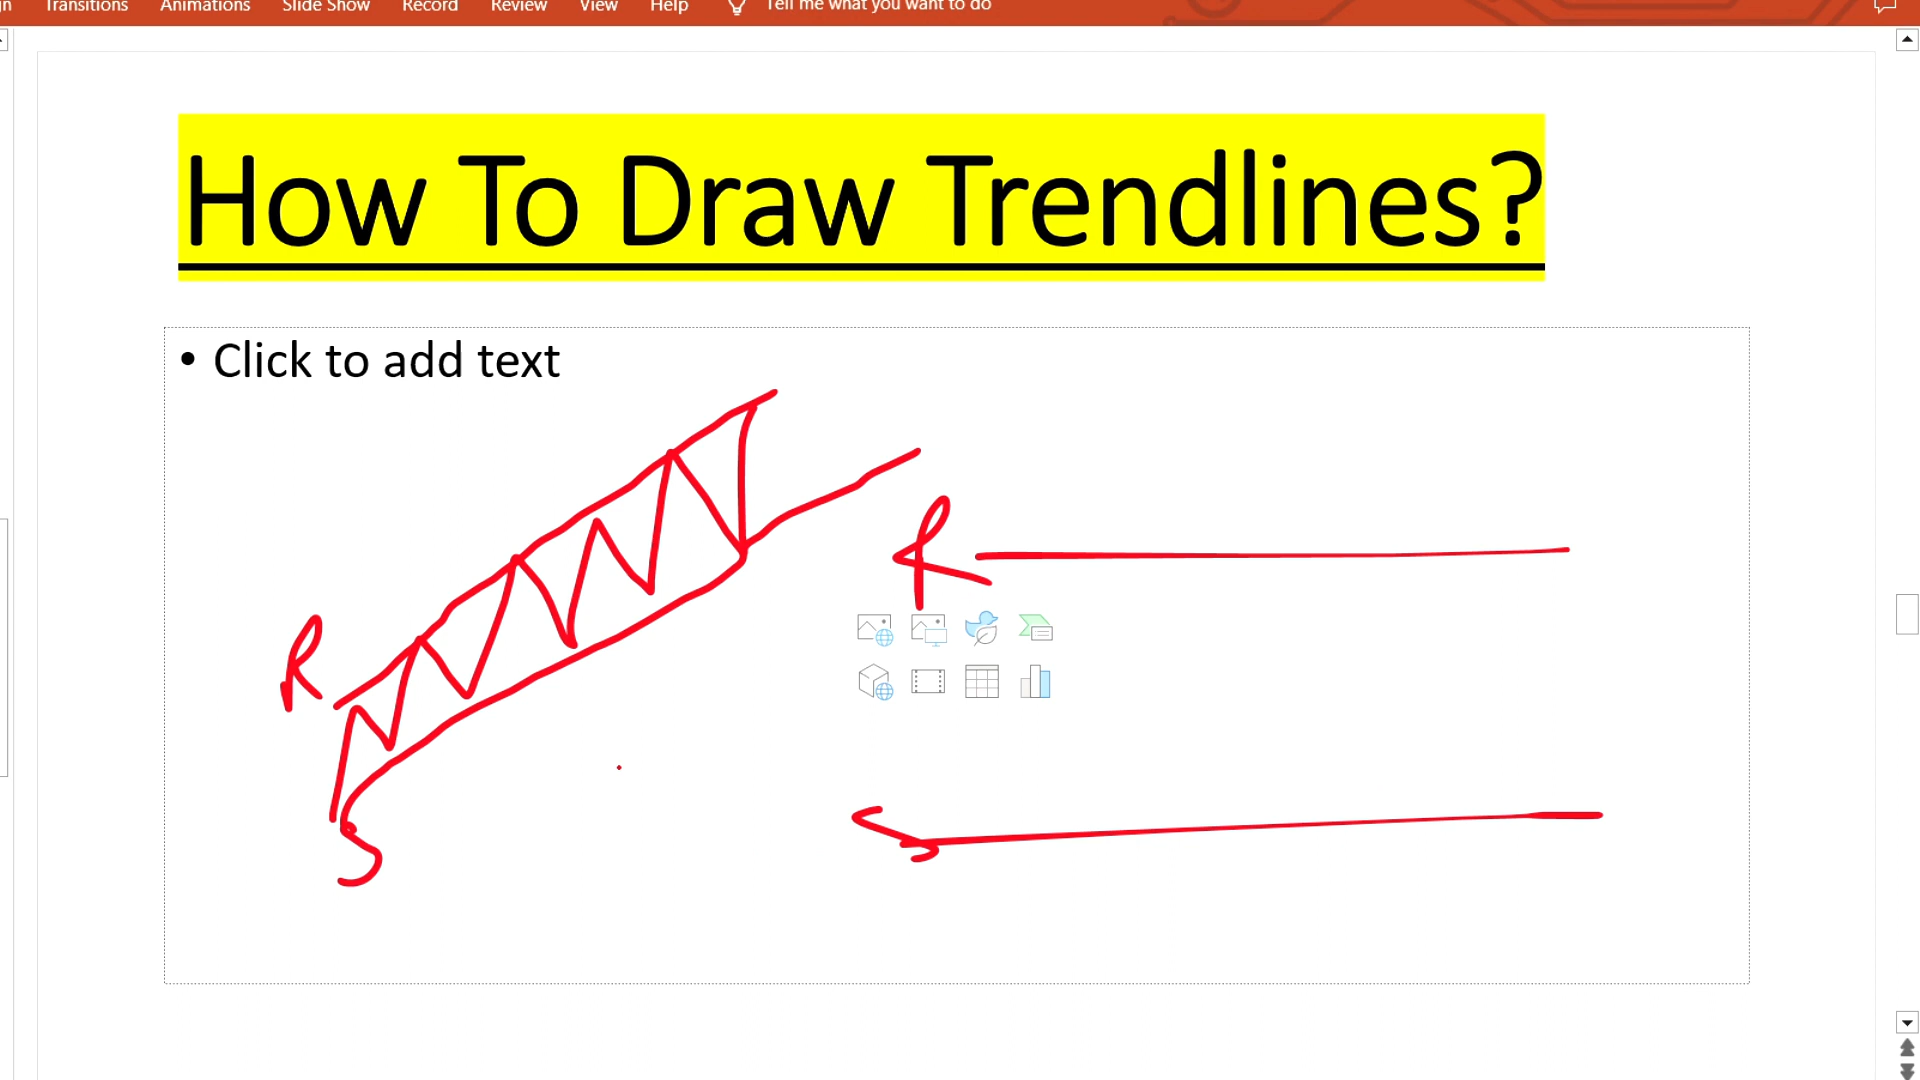 Transitions Animations Slide Show Record Review View Help Tell me what you want to do
How To Draw Trendlines?
• Click to add text
R
R
S
S